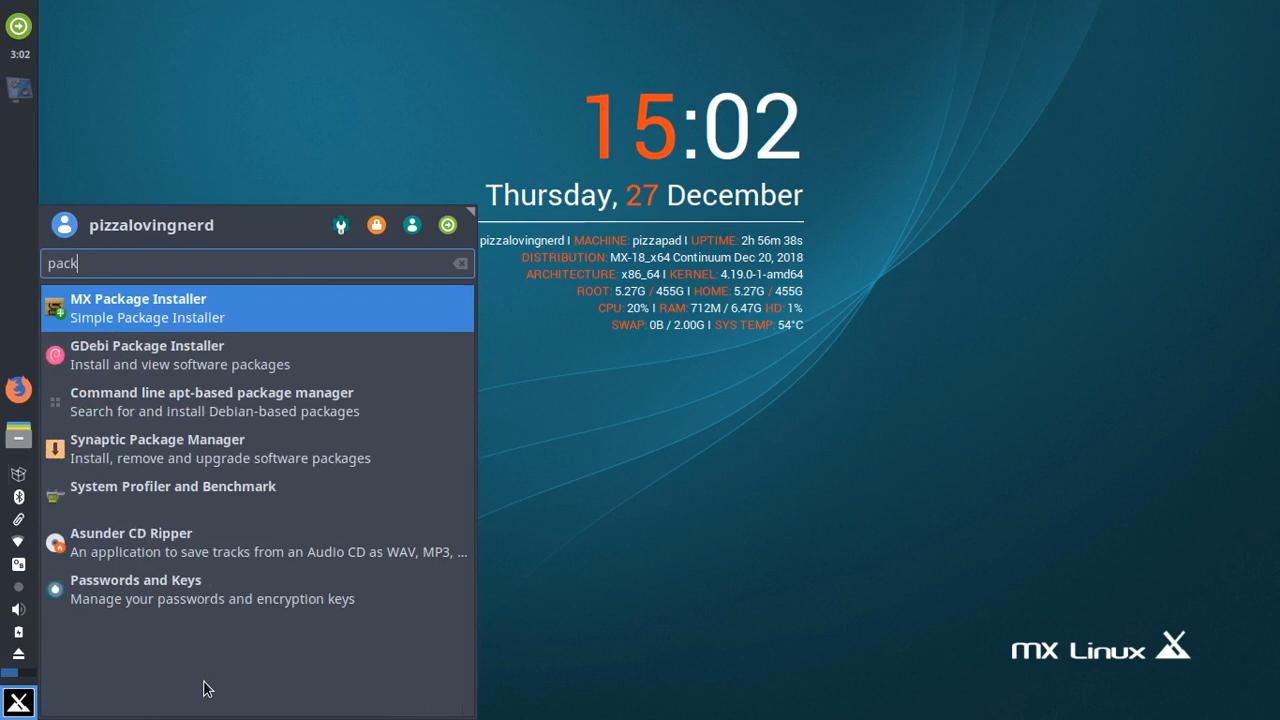 3:02
15:02
Thursday, 27 December
pizzalovingnerd I MACHINE: pizzapad I UPTIME: 2h 56m 38s
DISTRIBUTION: MX-18_x64 Continuum Dec 20, 2018
ARCHITECTURE: x86_64 I KERNEL: 4.19.0-1-amd64
ROOT: 5.27G / 455G I HOME: 5.27G / 455G
CPU: 20% I RAM: 712M / 6.47G HD: 1%
SWAP: 0B / 2.00G I SYS TEMP: 54°C
pizzalovingnerd
pack
MX Package Installer
Simple Package Installer
GDebi Package Installer
Install and view software packages
Command line apt-based package manager
Search for and install Debian-based packages
Synaptic Package Manager
Install, remove and upgrade software packages
System Profiler and Benchmark
Asunder CD Ripper
An application to save tracks from an Audio CD as WAV, MP3, ...
Passwords and Keys
Manage your passwords and encryption keys
MX Linux